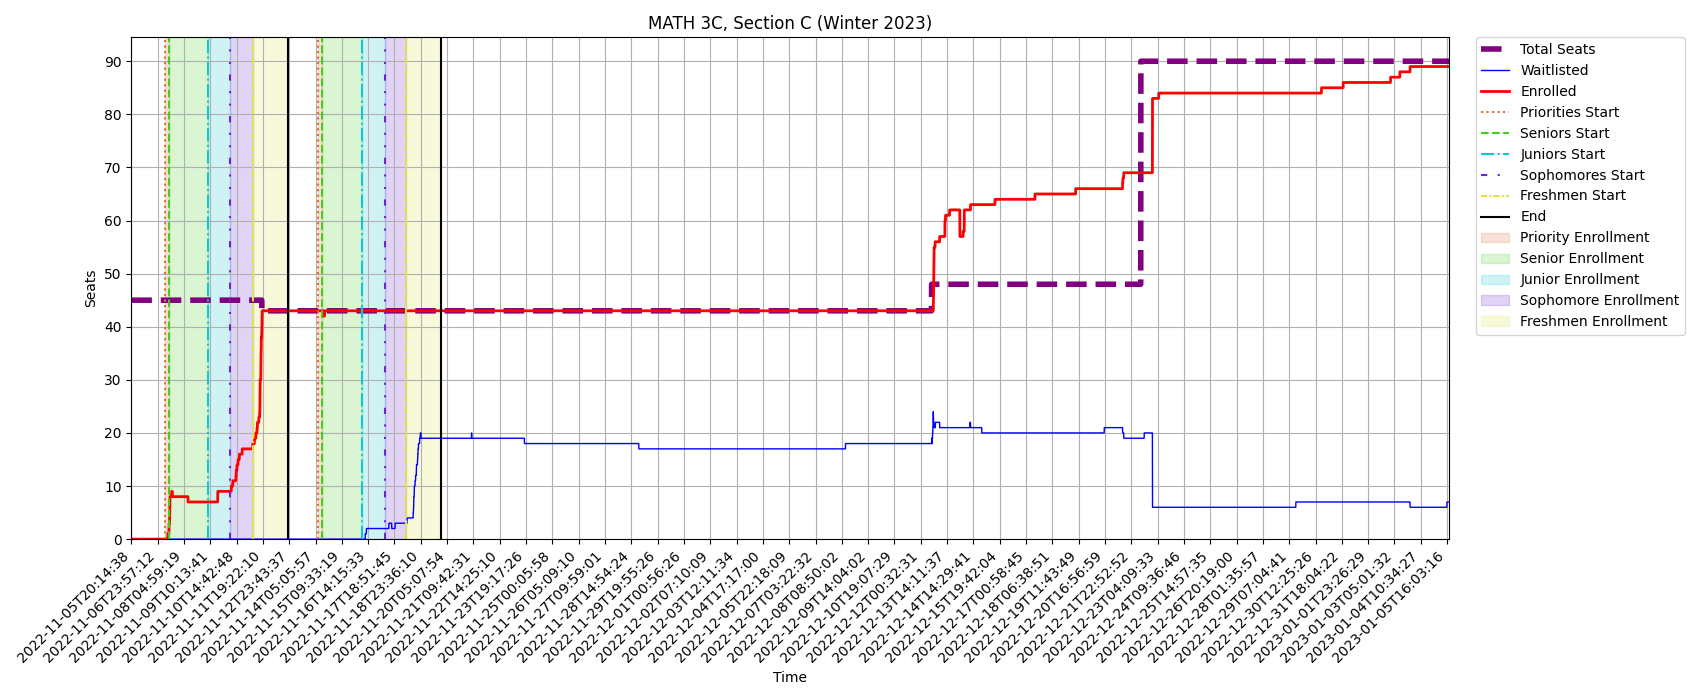 MATH 3C, Section C (Winter 2023)
Seats
90
80
70
60
50
40
30
20
10
0
2022-11-05T20:14:38
2022-11-06T23:57:12
2022-11-08T04:59:19
2022-11-09T10:13:41
2022-11-10T14:42:48
2022-11-11T19:22:10
2022-11-12T23:43:37
2022-11-14T05:05:57
2022-11-15T09:33:19
2022-11-16T14:15:33
2022-11-17T18:51:45
2022-11-18T23:36:10
2022-11-20T05:07:54
2022-11-21T09:42:31
2022-11-22T14:25:10
2022-11-23T19:17:26
2022-11-25T00:05:58
2022-11-26T05:09:10
2022-11-27T09:59:01
2022-11-28T14:54:24
2022-11-29T19:55:26
2022-12-01T00:56:26
2022-12-02T07:10:09
2022-12-03T12:11:34
2022-12-04T17:17:00
2022-12-05T22:18:09
2022-12-07T03:22:32
2022-12-08T08:50:02
2022-12-09T14:04:02
2022-12-10T19:07:29
2022-12-12T00:32:31
2022-12-13T14:11:37
2022-12-14T14:29:41
2022-12-15T19:42:04
2022-12-17T00:58:45
2022-12-18T06:38:51
2022-12-19T11:43:49
2022-12-20T16:56:59
2022-12-21T22:52:52
2022-12-23T04:09:33
2022-12-24T09:36:46
2022-12-25T14:57:35
2022-12-26T20:19:00
2022-12-28T01:35:57
2022-12-29T07:04:41
2022-12-30T12:25:26
2022-12-31T18:04:22
2023-01-01T23:26:29
2023-01-03T05:01:32
2023-01-04T10:34:27
2023-01-05T16:03:16
Time
Total Seats
Waitlisted
Enrolled
Priorities Start
Seniors Start
Juniors Start
Sophomores Start
Freshmen Start
End
Priority Enrollment
Senior Enrollment
Junior Enrollment
Sophomore Enrollment
Freshmen Enrollment